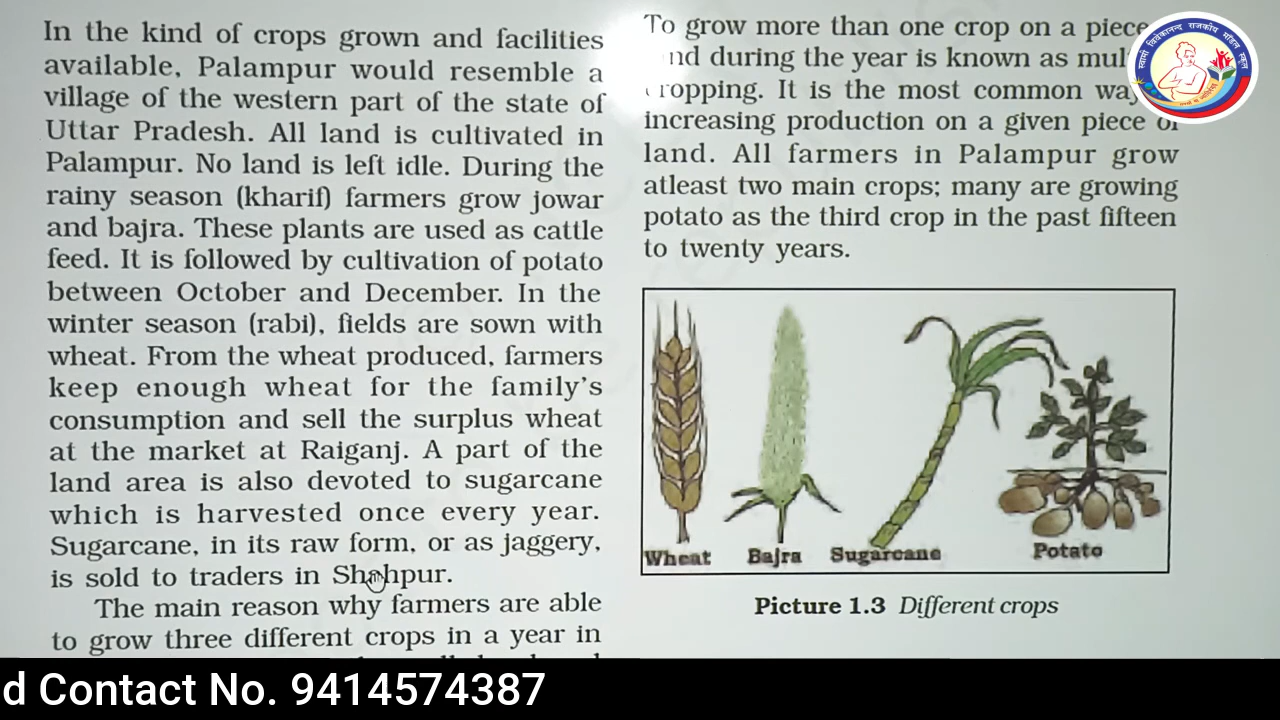 In the kind of crops grown and facilities
available, Palampur would resemble a
village of the western part of the state of
Uttar Pradesh. All land is cultivated in
Palampur. No land is left idle. During the
rainy season (kharif) farmers grow jowar
and bajra. These plants are used as cattle
feed. It is followed by cultivation of potato
between October and December. In the
winter season (rabi), fields are sown with
wheat. From the wheat produced, farmers
keep enough wheat for the family's
consumption and sell the surplus wheat
at the market at Raiganj. A part of the
land area is also devoted to sugarcane
which is harvested once every year.
Sugarcane, in its raw form, or as jaggery,
is sold to traders in Shahpur.
The main reason why farmers are able
to grow three different crops in a year in
To grow more than one crop on a piece
nd during the year is known as mul
ropping. It is the most common way
increasing production on a given piece of
land. All farmers in Palampur grow
atleast two main crops; many are growing
potato as the third crop in the past fifteen
to twenty years.
Wheat Bajra Sugarcane Potato
Picture 1.3 Different crops
स्वामी विवेकानन्द राजकीय मॉडल स्कूल
d Contact No. 9414574387